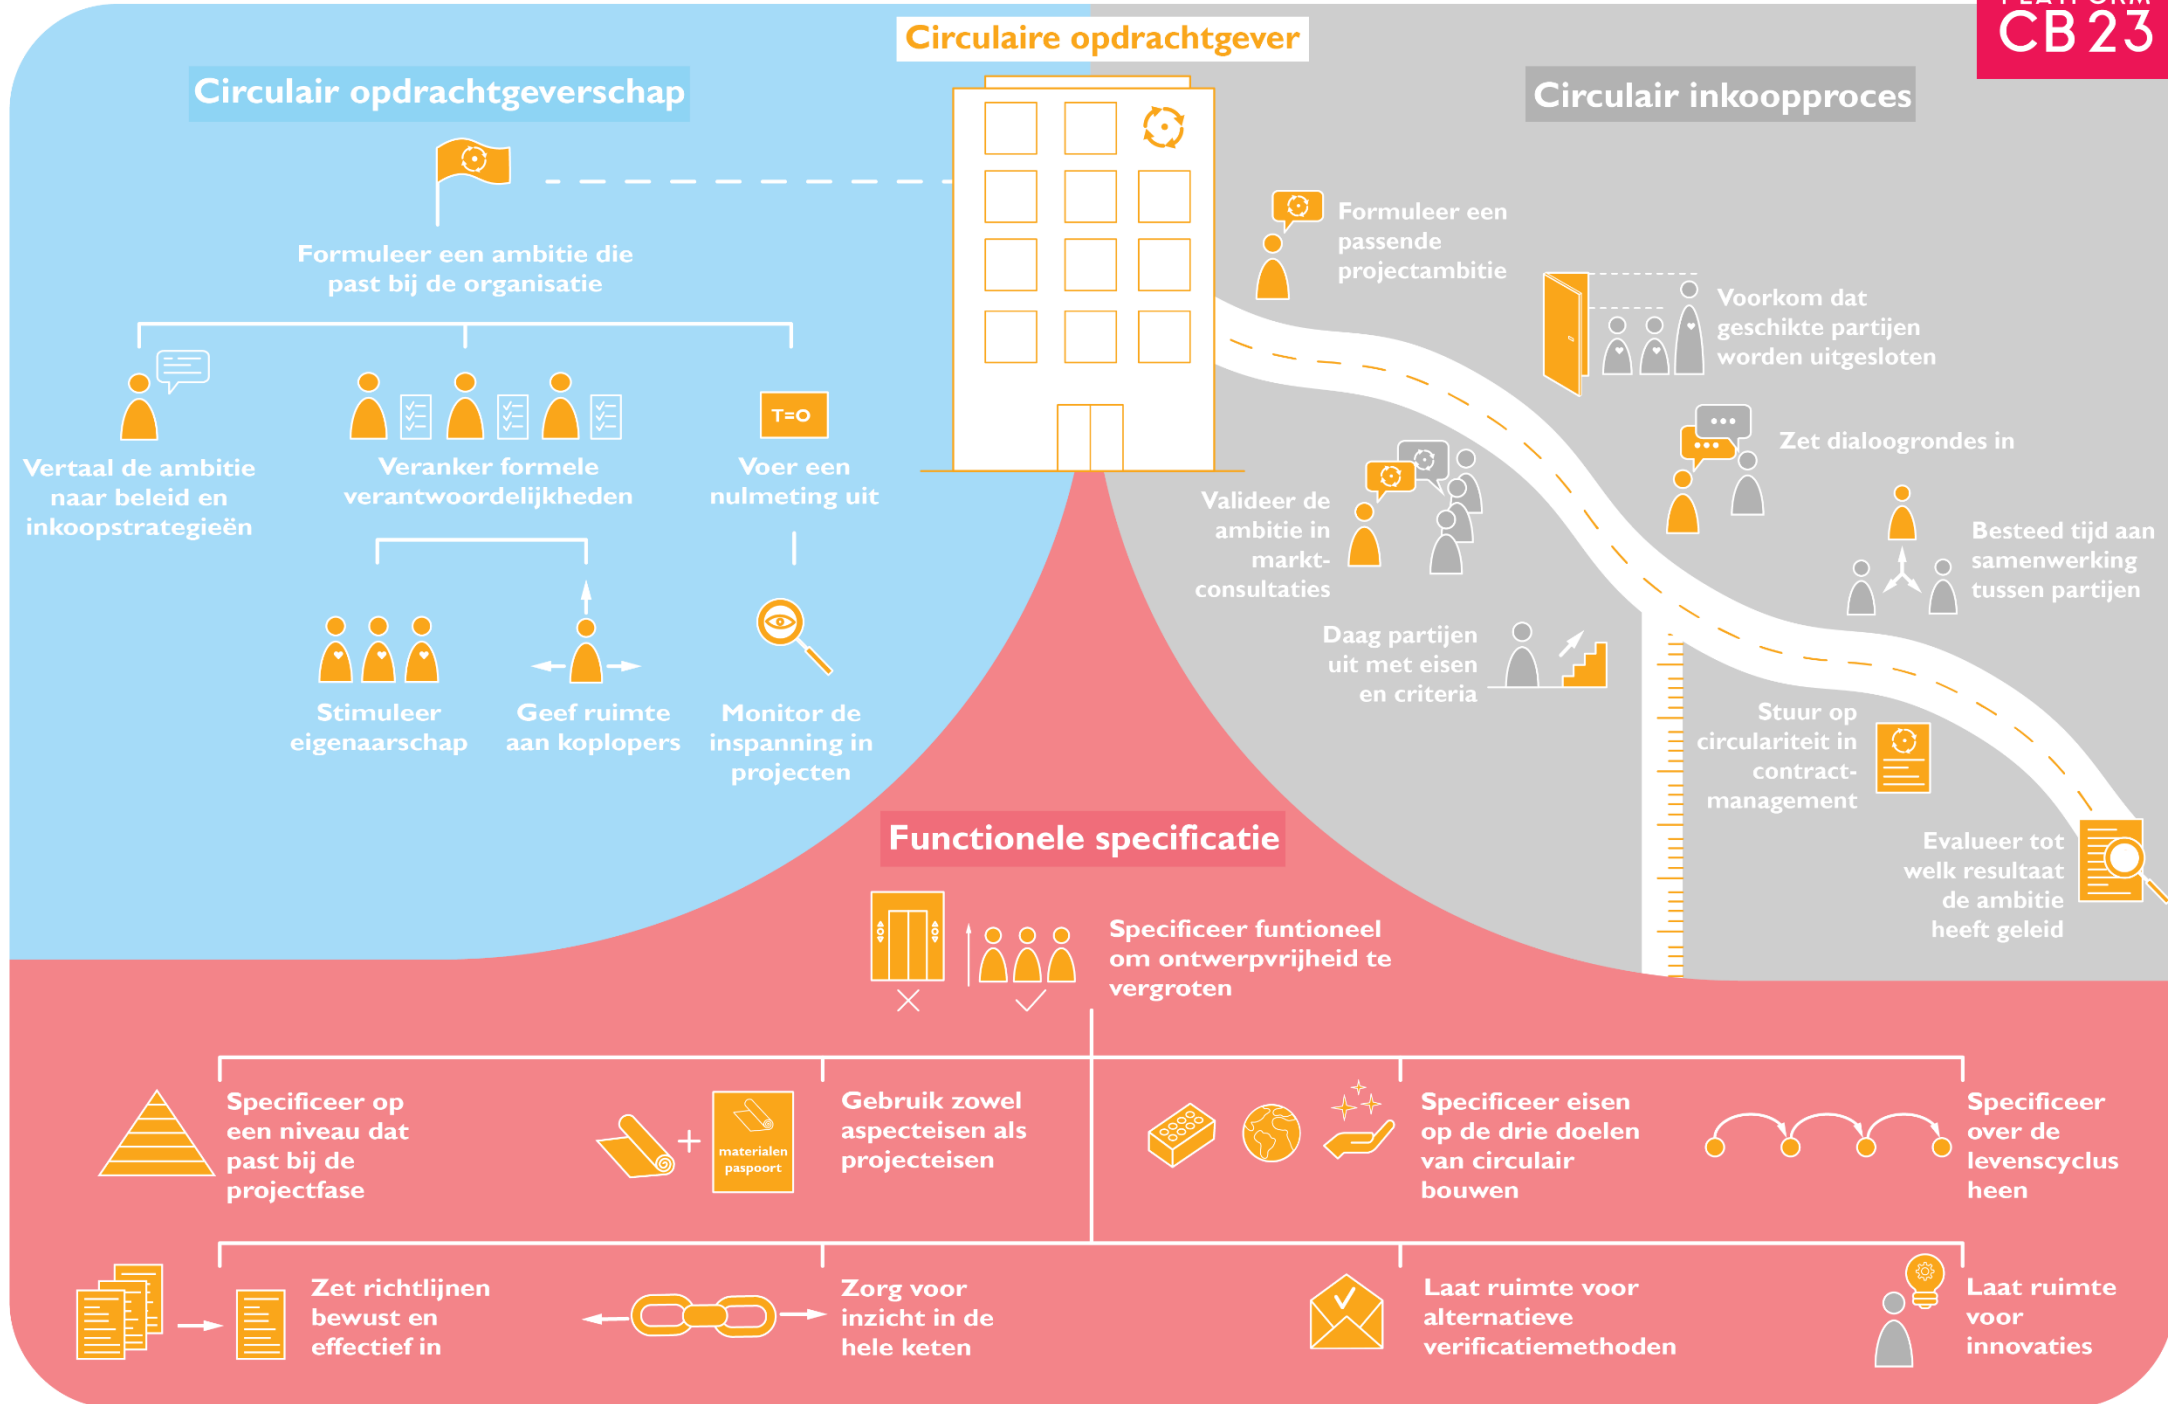 Circulaire opdrachtgever
PLATFORM
CB 23
Circulair opdrachtgeverschap
Formuleer een ambitie die
past bij de organisatie
Vertaal de ambitie
naar beleid en
inkoopstrategieën
Veranker formele
verantwoordelijkheden
T=0
Voer een
nulmeting uit
Stimuleer
eigenaarschap
Geef ruimte
aan koplopers
Monitor de
inspanning in
projecten
Circulair inkoopproces
Formuleer een
passende
projectambitie
Voorkom dat
geschikte partijen
worden uitgesloten
Valideer de
ambitie in
markt-
consultaties
Zet dialoogrondes in
Besteed tijd aan
samenwerking
tussen partijen
Daag partijen
uit met eisen
en criteria
Stuur op
circulariteit in
contract-
management
Evalueer tot
welk resultaat
de ambitie
heeft geleid
Functionele specificatie
Specificeer funtioneel
om ontwerpvrijheid te
vergroten
Specificeer op
een niveau dat
past bij de
projectfase
materialen
paspoort
Gebruik zowel
aspecteisen als
projecteisen
Specificeer eisen
op de drie doelen
van circulair
bouwen
Specificeer
over de
levenscyclus
heen
Zet richtlijnen
bewust en
effectief in
Zorg voor
inzicht in de
hele keten
Laat ruimte voor
alternatieve
verificatiemethoden
Laat ruimte
voor
innovaties